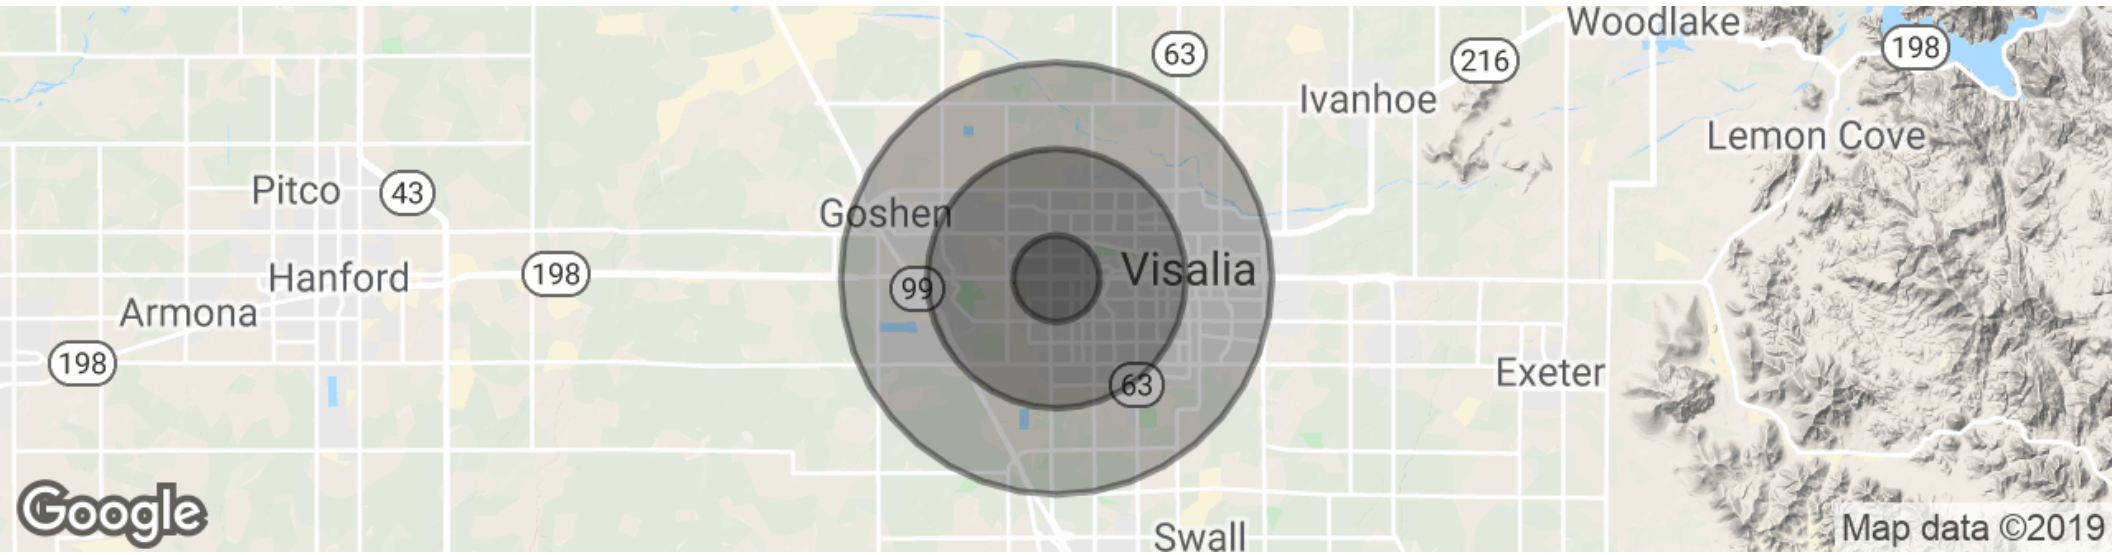 Woodlake
63
198
216
Ivanhoe
Lemon Cove
Pitco
43
Goshen
Visalia
198
Hanford
99
Armona
198
Exeter
63
Google
Swall
Map data ©2019